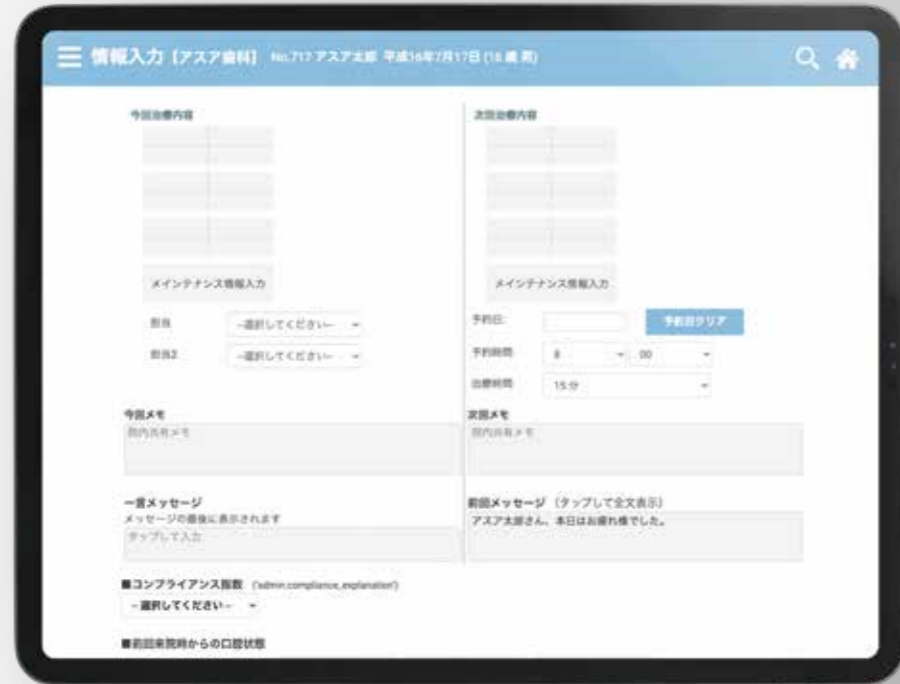 情報入力【アスア歯科】 No.717 アスア太郎 平成16年7月17日 (16 歳 男)
今回治療内容
メインテナンス情報入力
担当 --選択してください--
担当2 --選択してください--
次回治療内容
メインテナンス情報入力
予約日: 予約日クリア
予約時間 8 00
治療時間 15 分
今回メモ
院内共有メモ
次回メモ
院内共有メモ
一言メッセージ
メッセージの最後に表示されます
タップして入力
前回メッセージ （タップして全文表示）
アスア太郎さん、本日はお疲れ様でした。
■コンプライアンス指数 ('admin.compliance_explanation')
-- 選択してください--
■前回来院時からの口腔状態